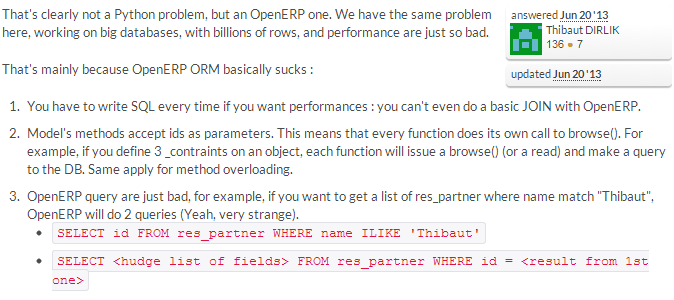 That's clearly not a Python problem, but an OpenERP one. We have the same problem
here, working on big databases, with billions of rows, and performance are just so bad.
answered Jun 20 '13
Thibaut DIRLIK
136 ● 7
updated Jun 20 '13
That's mainly because OpenERP ORM basically sucks :
1. You have to write SQL every time if you want performances : you can't even do a basic JOIN with OpenERP.
2. Model's methods accept ids as parameters. This means that every function does its own call to browse(). For
example, if you define 3 _contraints on an object, each function will issue a browse() (or a read) and make a query
to the DB. Same apply for method overloading.
3. OpenERP query are just bad, for example, if you want to get a list of res_partner where name match "Thibaut",
OpenERP will do 2 queries (Yeah, very strange).
• SELECT id FROM res_partner WHERE name ILIKE 'Thibaut'
• SELECT <hudge list of fields> FROM res_partner WHERE id = <result from 1st
one>